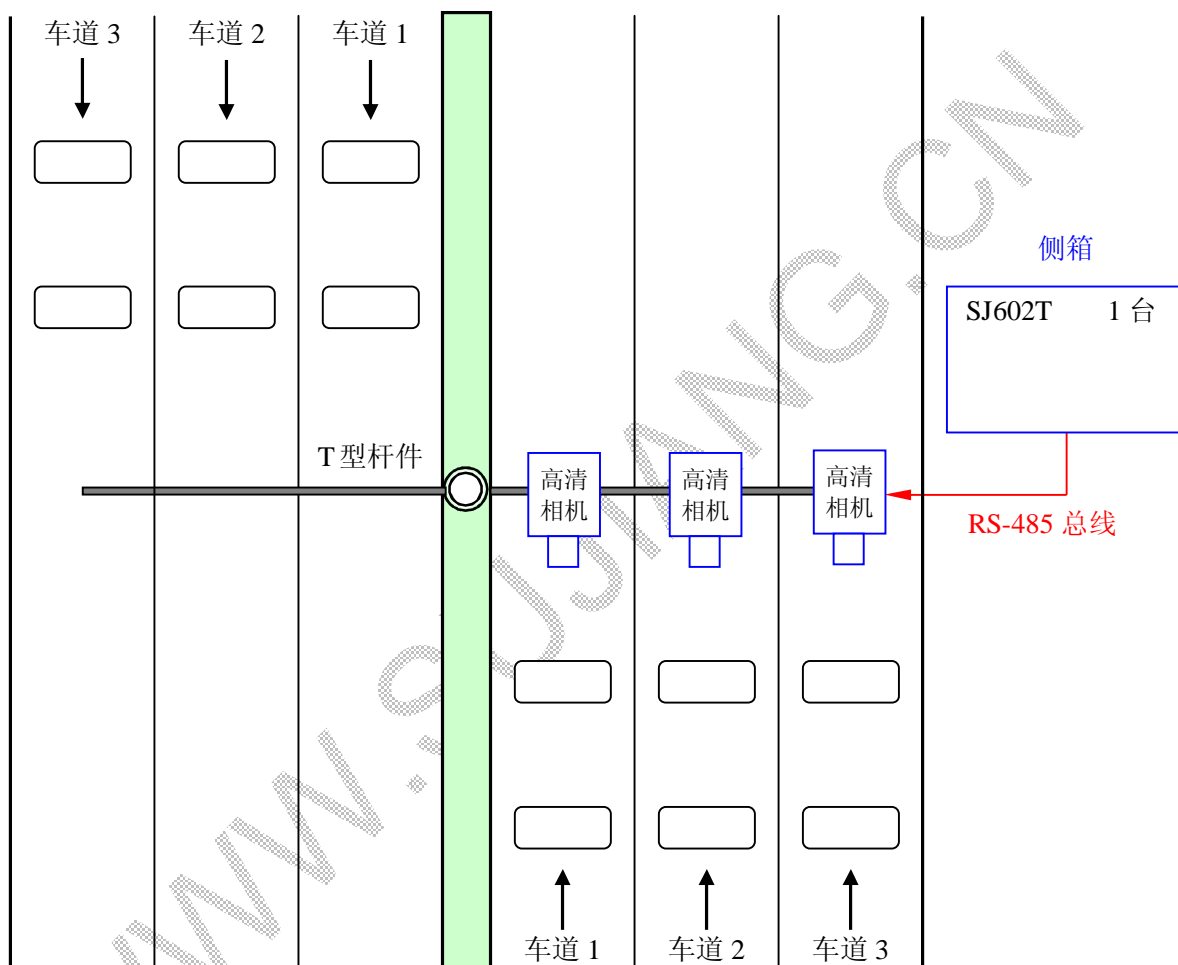 车道 3
车道 2
车道 1
侧箱
SJ602T 1 台
T 型杆件
高清
相机
高清
相机
高清
相机
RS-485 总线
车道 1
车道 2
车道 3
WWW.SUJIANG.CN